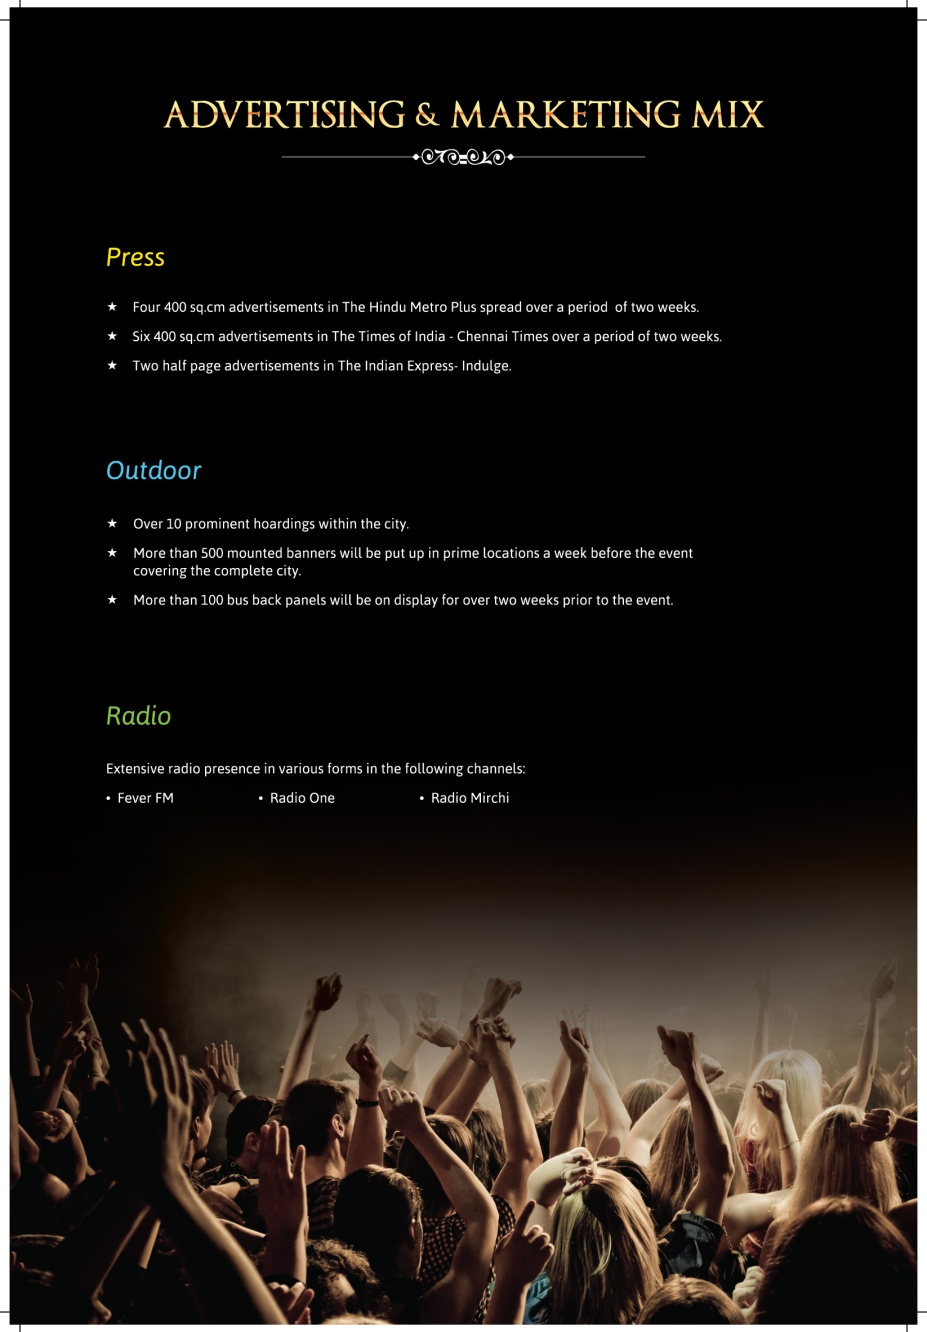 ADVERTISING & MARKETING MIX
Press
★ Four 400 sq.cm advertisements in The Hindu Metro Plus spread over a period of two weeks.
★ Six 400 sq.cm advertisements in The Times of India - Chennai Times over a period of two weeks.
★ Two half page advertisements in The Indian Express- Indulge.
Outdoor
★ Over 10 prominent hoardings within the city.
★ More than 500 mounted banners will be put up in prime locations a week before the event
covering the complete city.
★ More than 100 bus back panels will be on display for over two weeks prior to the event.
Radio
Extensive radio presence in various forms in the following channels:
• Fever FM • Radio One • Radio Mirchi